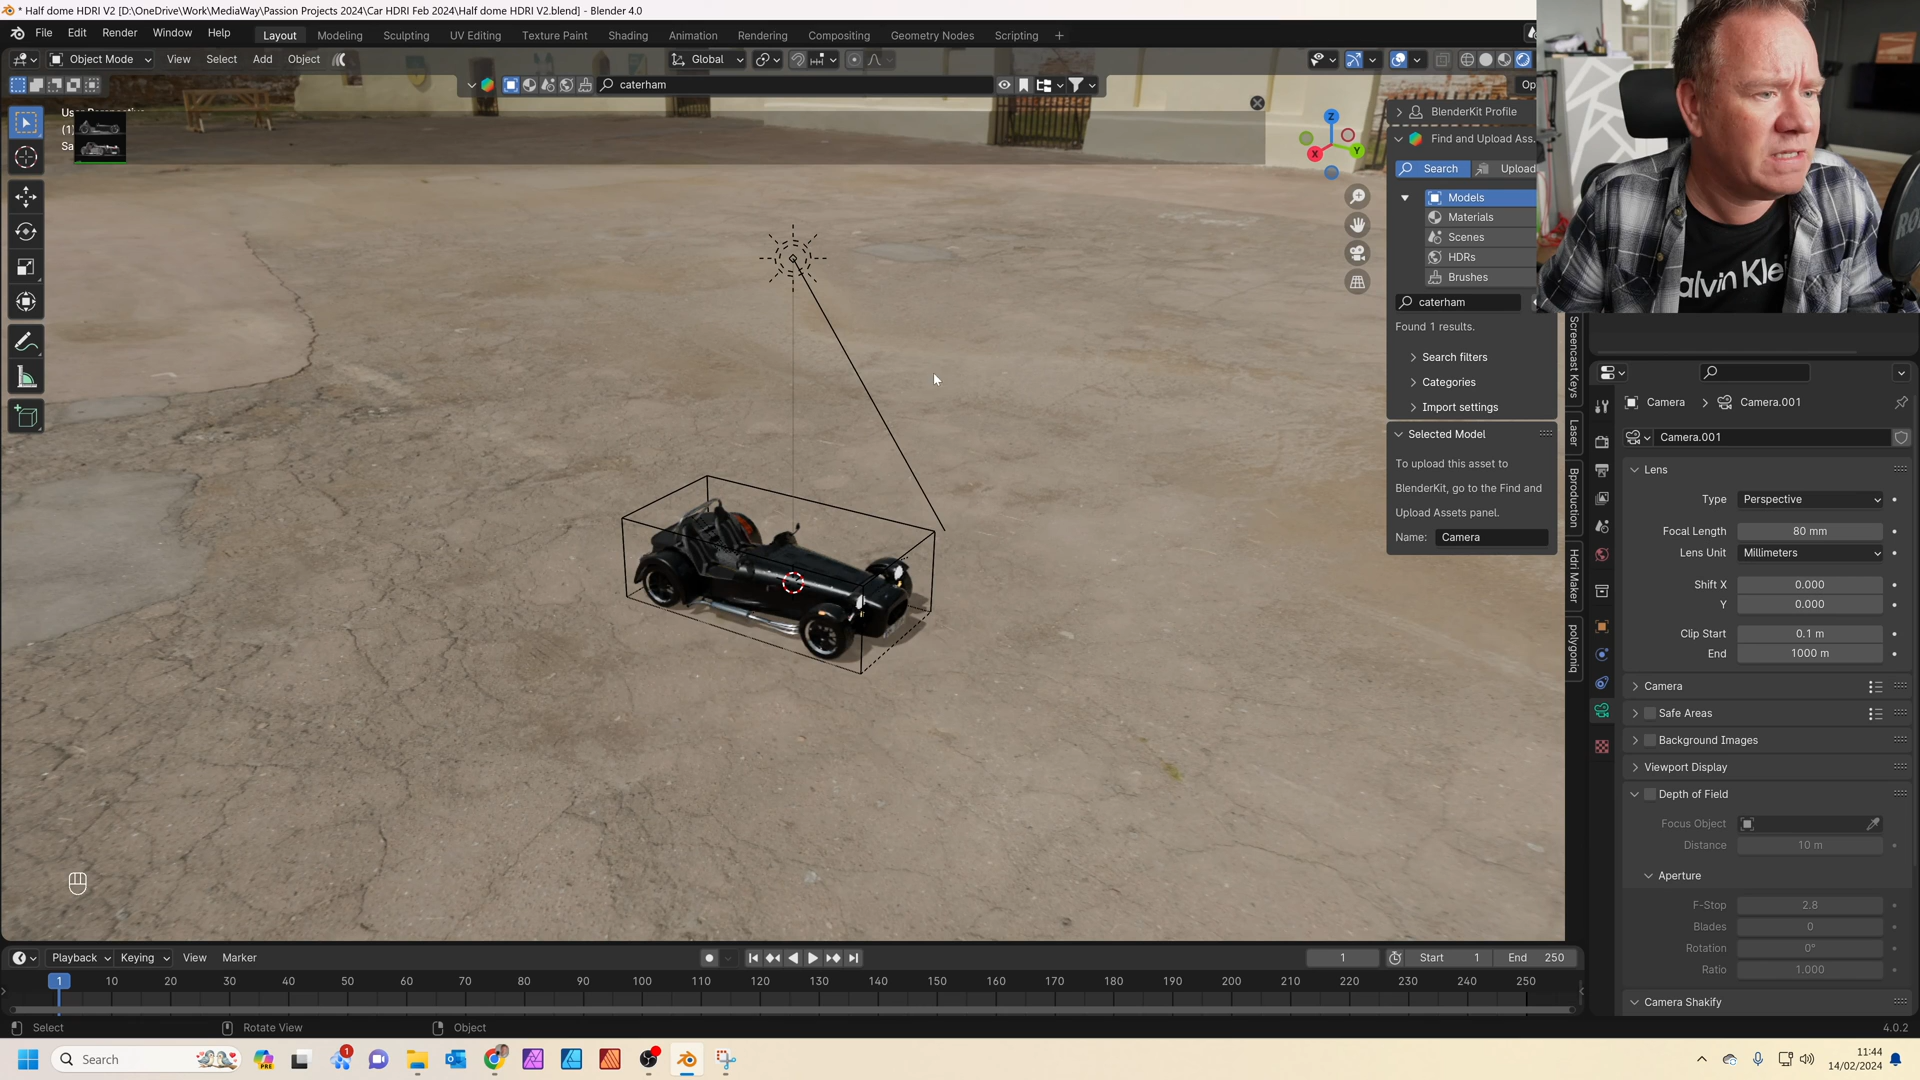 * Half dome HDRI V2 [D:\OneDrive\Work\MediaWay\Passion Projects 2024\Car HDRI Feb 2024\Half dome HDRI V2.blend] - Blender 4.0
File Edit Render Window Help Layout Modeling Sculpting UV Editing Texture Paint Shading Animation Rendering Compositing Geometry Nodes Scripting +
Object Mode View Select Add Object Global
caterham
Op
(1)
Z
Y
X
BlenderKit Profile
Find and Upload Ass
Search Upload
Models
Materials
Scenes
HDRs
Brushes
caterham
Found 1 results.
Search filters
Categories
Import settings
Selected Model
To upload this asset to
BlenderKit, go to the Find and
Upload Assets panel.
Name: Camera
Screencast Keys
Laser
Bproduction
Hdri Maker
polygoniq
alvin Kle
Camera > Camera.001
Camera.001
Lens
Type Perspective
Focal Length 80 mm
Lens Unit Millimeters
Shift X 0.000
Y 0.000
Clip Start 0.1 m
End 1000 m
Camera
Safe Areas
Background Images
Viewport Display
Depth of Field
Focus Object
Distance 10 m
Aperture
F-Stop 2.8
Blades 0
Rotation 0°
Ratio 1.000
Camera Shakify
Playback Keying View Marker 1 Start 1 End 250
1 10 20 30 40 50 60 70 80 90 100 110 120 130 140 150 160 170 180 190 200 210 220 230 240 250
Select Rotate View Object 4.0.2
Search PRE 1
11:44
14/02/2024